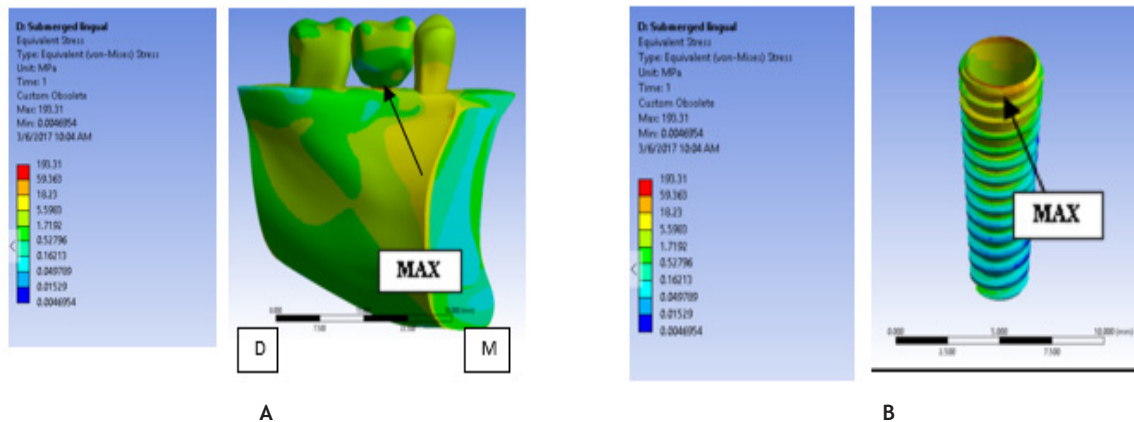 D: Submerged lingual
Equivalent Stress
Type: Equivalent (von-Mises) Stress
Unit: MPa
Time: 1
Custom Obsolete
Max: 193.31
Min: 0.0046954
3/6/2017 10:04 AM
193.31
59.363
18.23
5.5983
1.7192
0.52796
0.16213
0.049789
0.01529
0.0046954
MAX
0.000
7.500
D
M
A
D: Submerged lingual
Equivalent Stress
Type: Equivalent (von-Mises) Stress
Unit: MPa
Time: 1
Custom Obsolete
Max: 193.31
Min: 0.0046954
3/6/2017 10:04 AM
193.31
59.363
18.23
5.5983
1.7192
0.52796
0.16213
0.049789
0.01529
0.0046954
MAX
0.000 5.000 10.000 (mm)
2.500 7.500
B